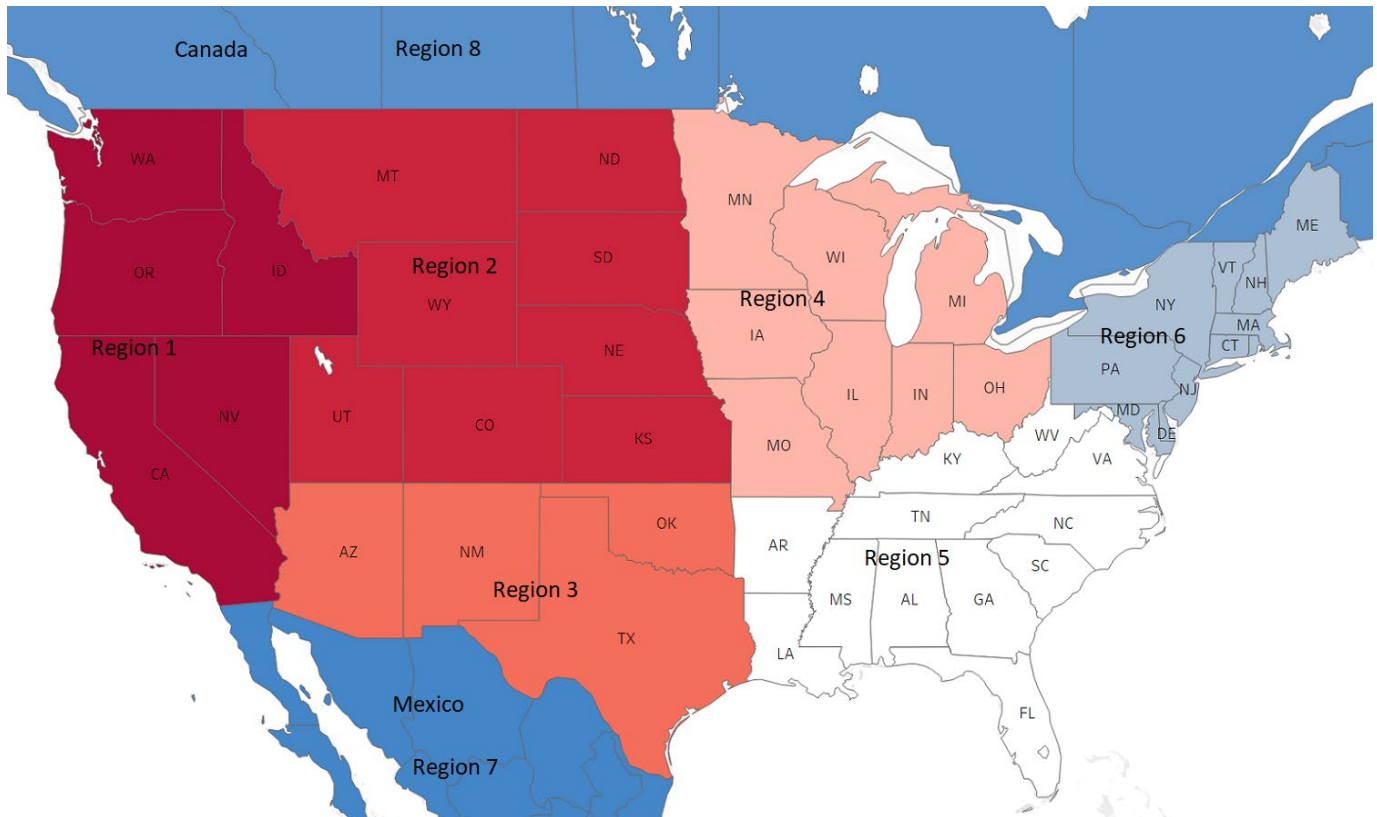 Canada
Region 8
WA
MT
ND
MN
ME
OR
ID
Region 2
WY
SD
WI
MI
VT
NH
NY
MA
Region 1
Region 4
Region 6
CT
NE
IA
PA
NV
UT
CO
KS
IL
IN
OH
NJ
MD
DE
CA
MO
WV
KY
VA
AZ
NM
OK
AR
TN
NC
Region 3
Region 5
SC
TX
MS
AL
GA
LA
Mexico
FL
Region 7